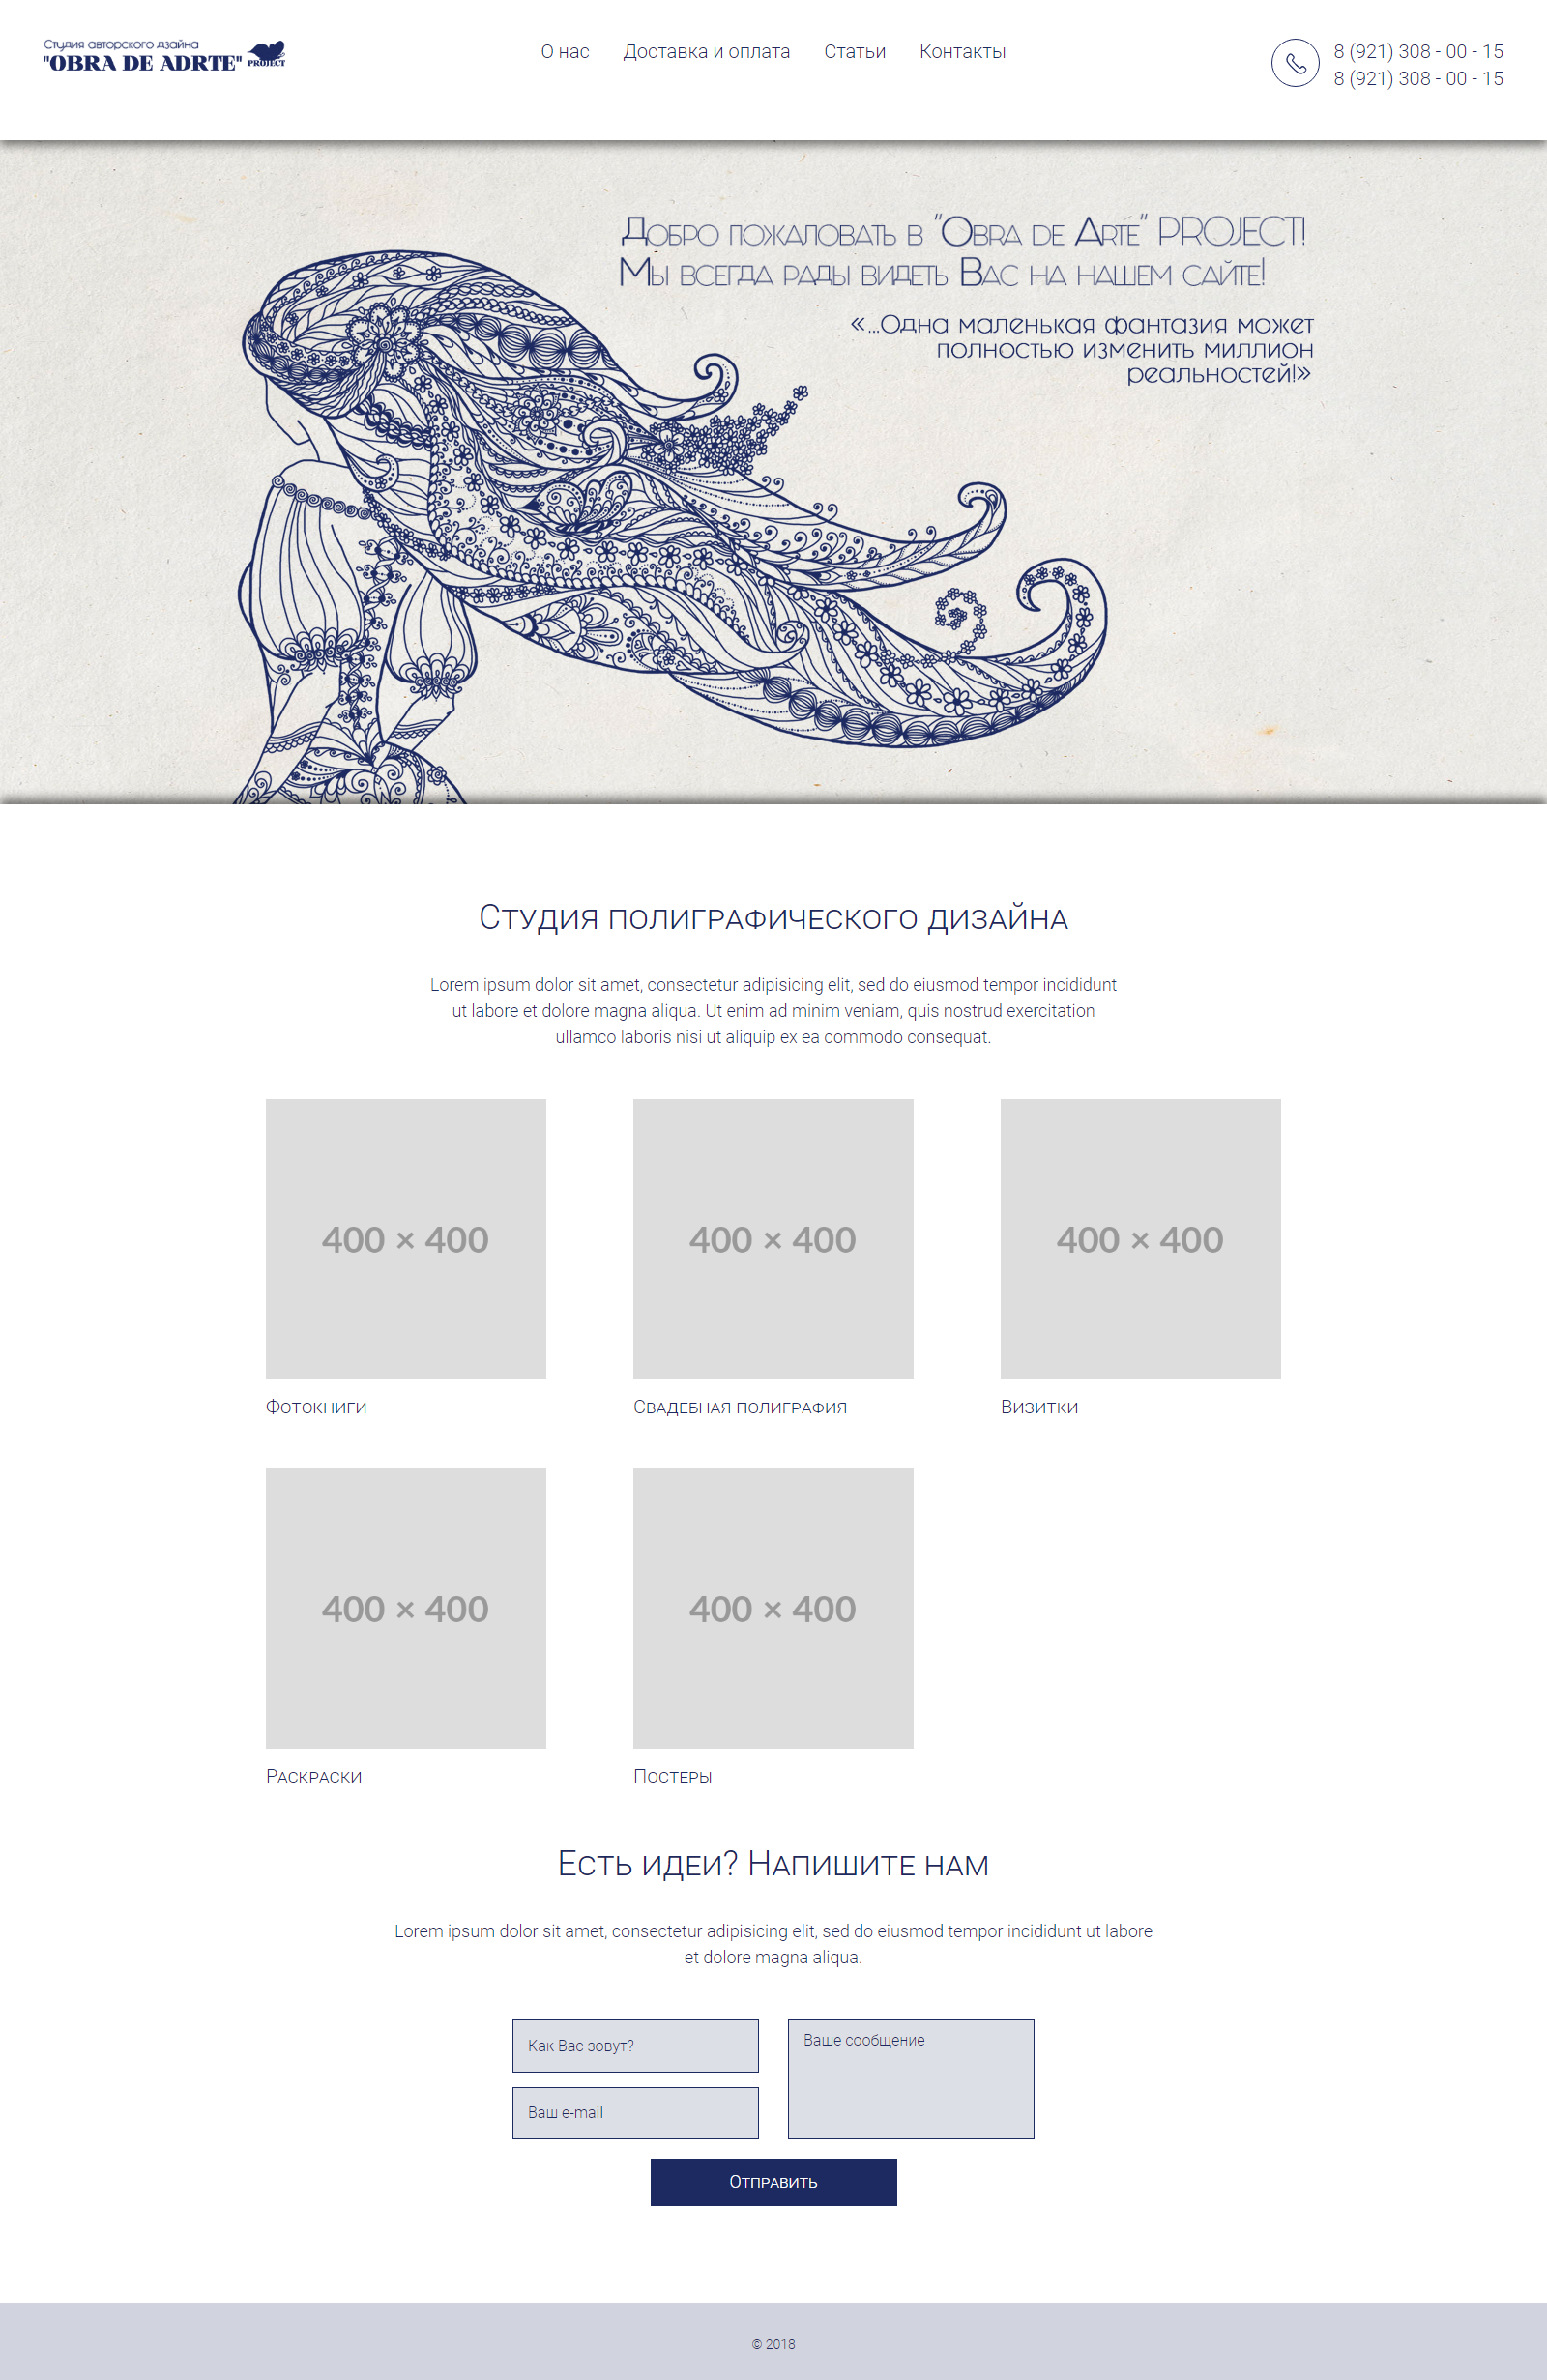 Студия авторского дзайна
"OBRA DE ADRTE" PROJECT
О нас Доставка и оплата Статьи Контакты
8 (921) 308 - 00 - 15
8 (921) 308 - 00 - 15
Добро пожаловать в "Obra de Arte" PROJECT!
Мы всегда рады видеть Вас на нашем сайте!
«...Одна маленькая фантазия может
полностью изменить миллион
реальностей!»
Студия полиграфического дизайна
Lorem ipsum dolor sit amet, consectetur adipisicing elit, sed do eiusmod tempor incididunt
ut labore et dolore magna aliqua. Ut enim ad minim veniam, quis nostrud exercitation
ullamco laboris nisi ut aliquip ex ea commodo consequat.
400 × 400
400 × 400
400 × 400
Фотокниги
Свадебная полиграфия
Визитки
400 × 400
400 × 400
Раскраски
Постеры
Есть идеи? Напишите нам
Lorem ipsum dolor sit amet, consectetur adipisicing elit, sed do eiusmod tempor incididunt ut labore
et dolore magna aliqua.
Как Вас зовут?
Ваш e-mail
Ваше сообщение
Отправить
© 2018